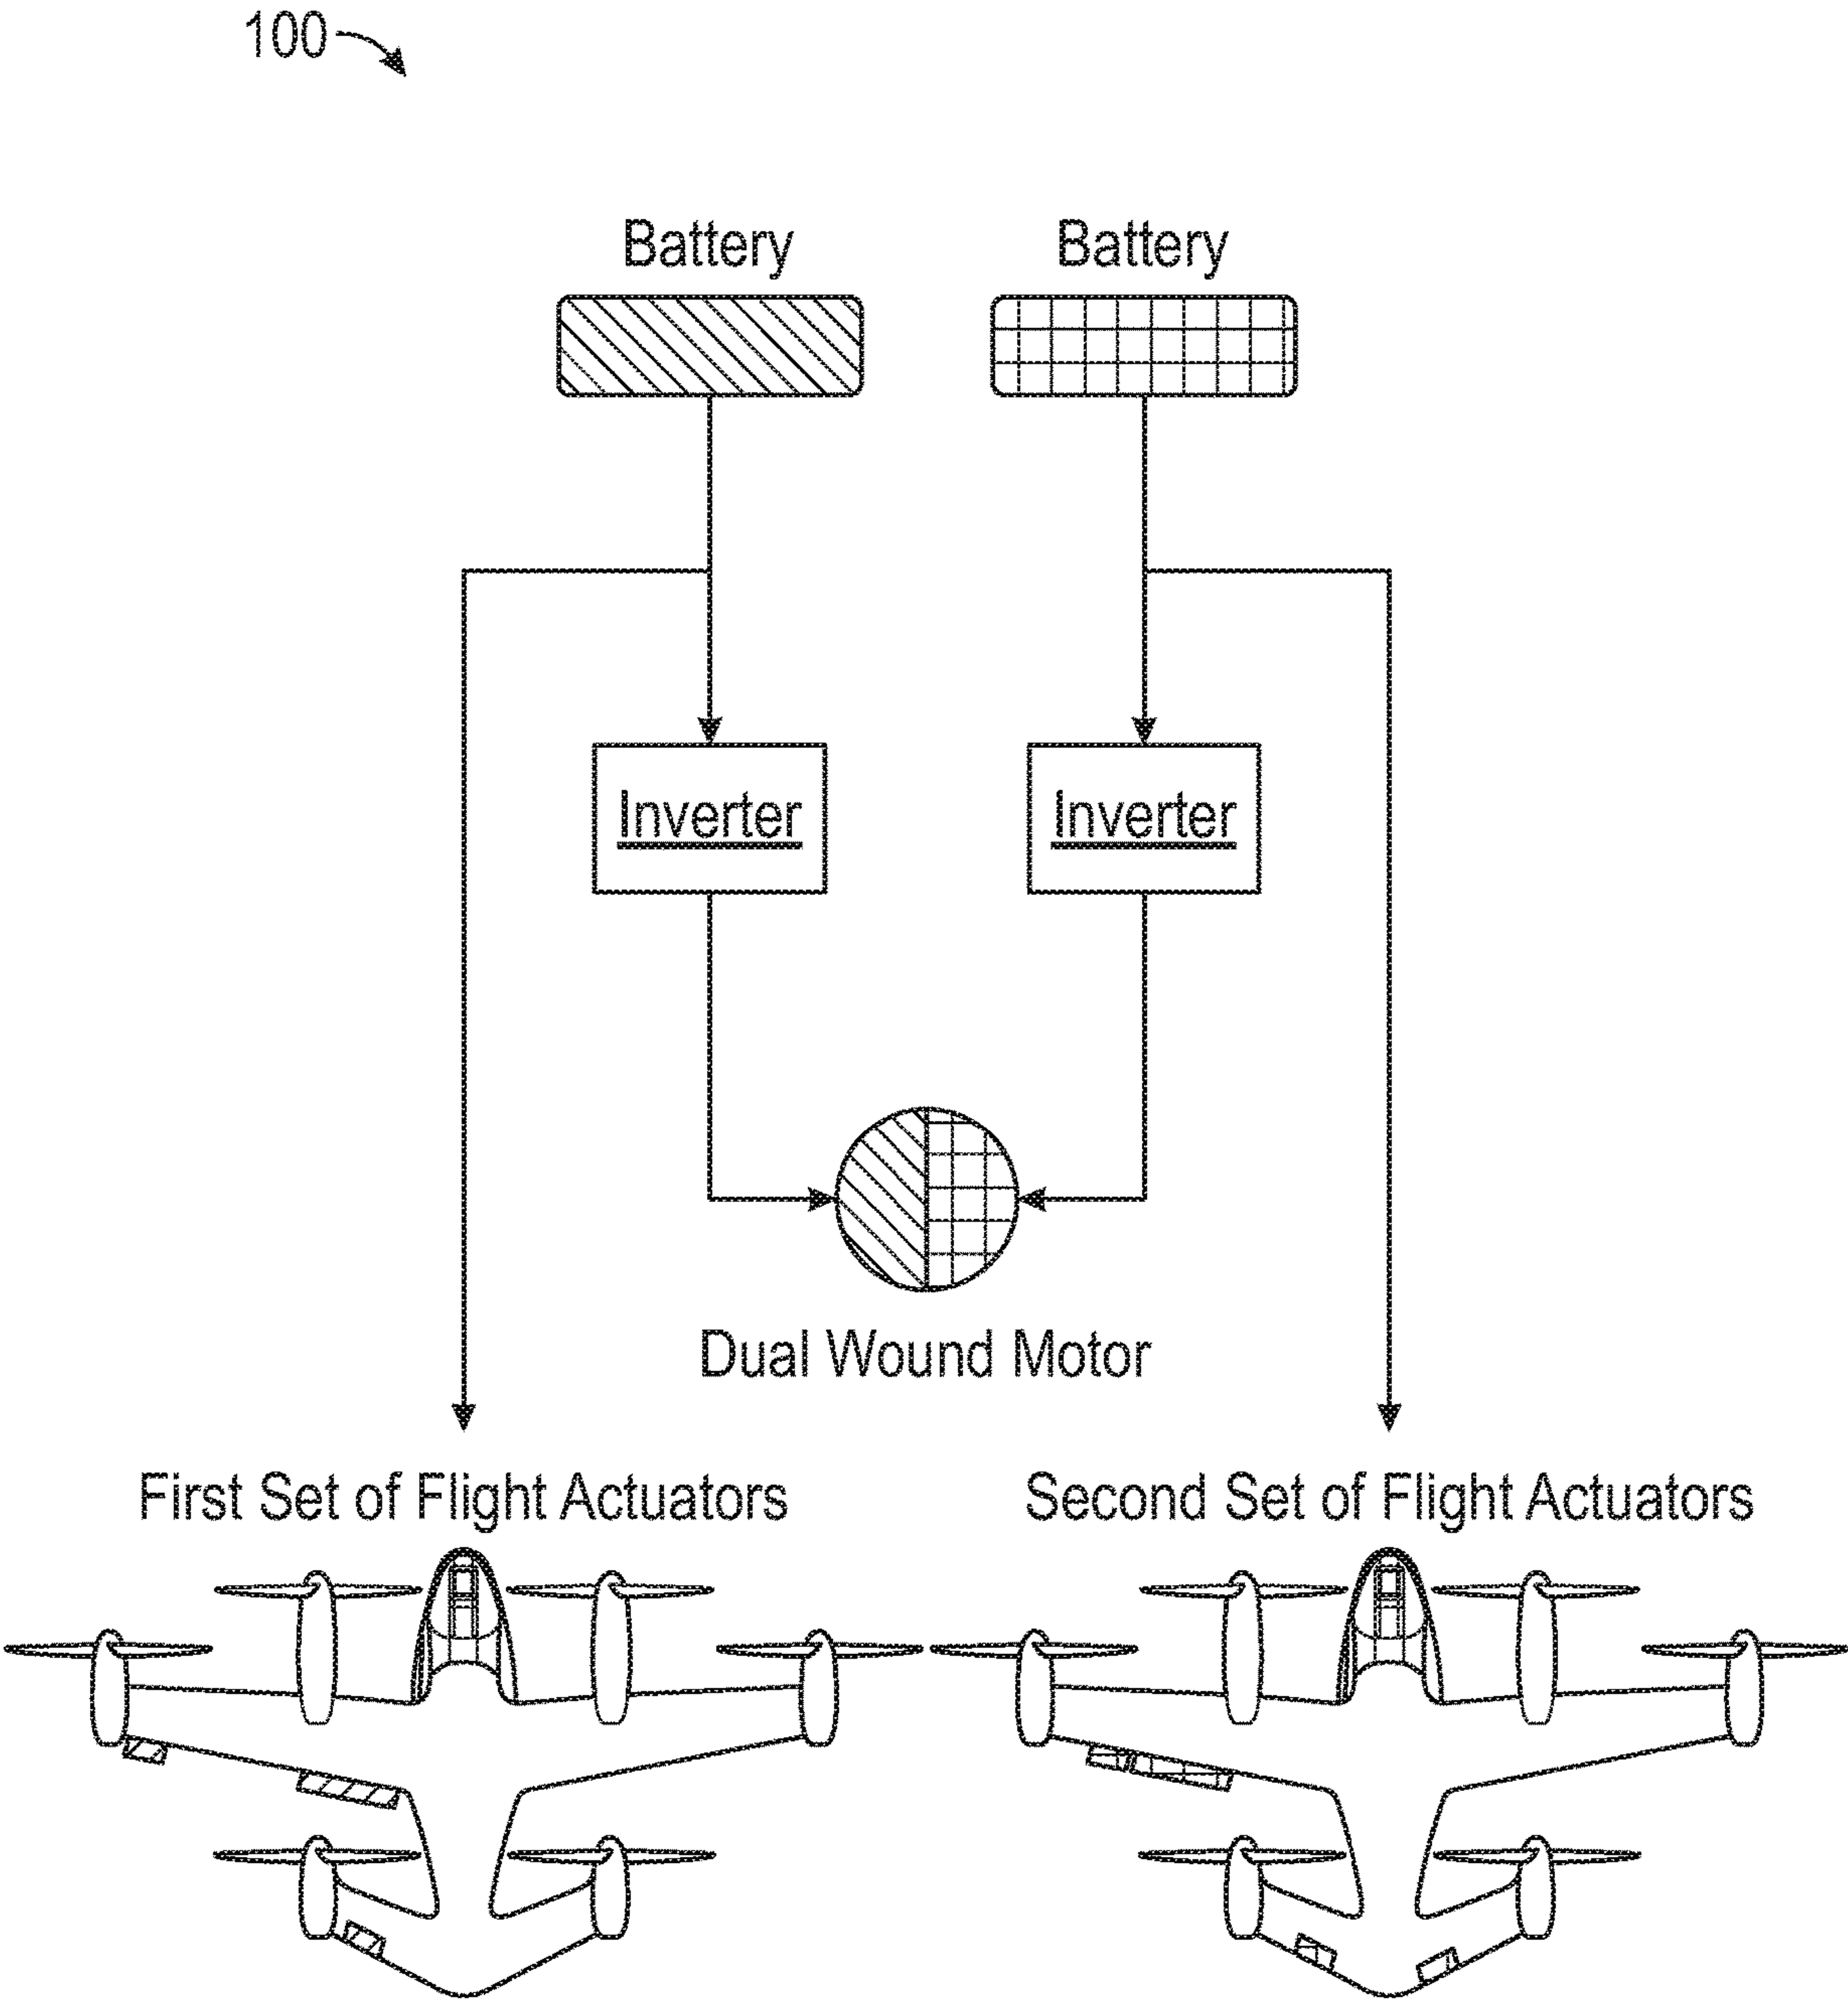 100
Battery
Battery
Inverter
Inverter
Dual Wound Motor
First Set of Flight Actuators
Second Set of Flight Actuators